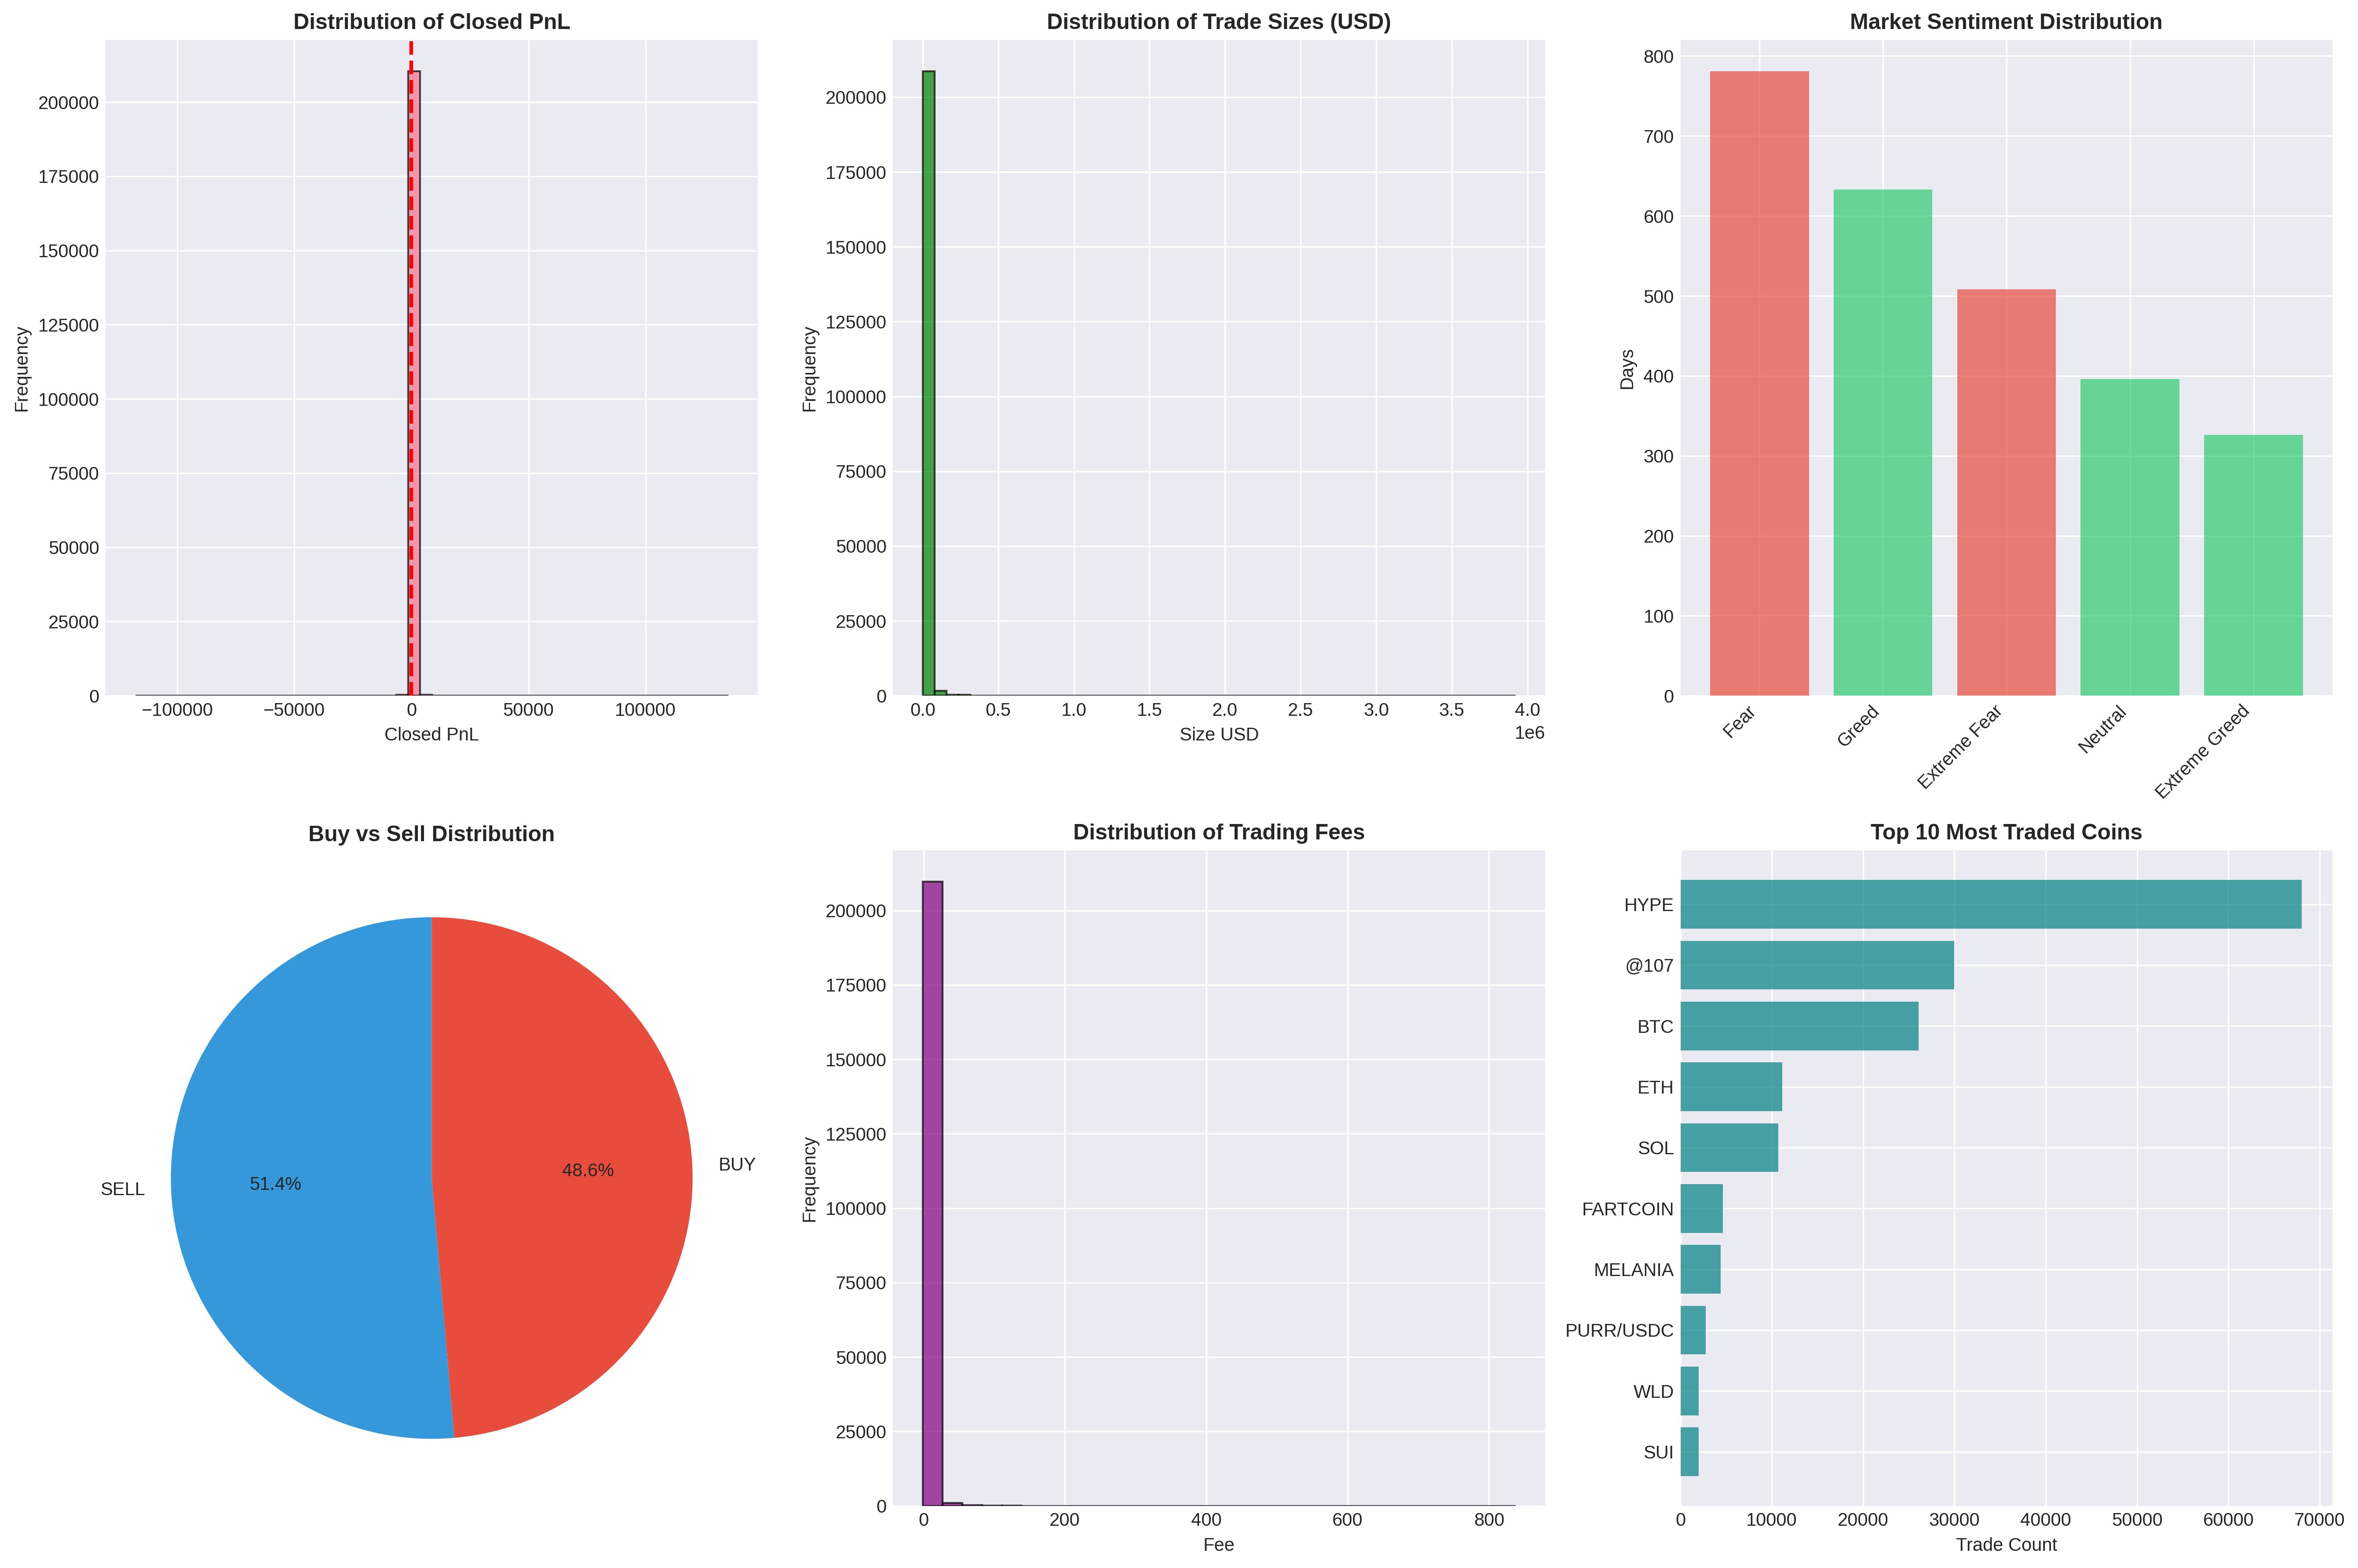 Distribution of Closed PnL
Frequency
200000
175000
150000
125000
100000
75000
50000
25000
0
−100000 −50000 0 50000 100000
Closed PnL
Distribution of Trade Sizes (USD)
Frequency
200000
175000
150000
125000
100000
75000
50000
25000
0
0.0 0.5 1.0 1.5 2.0 2.5 3.0 3.5 4.0
1e6
Size USD
Market Sentiment Distribution
Days
800
700
600
500
400
300
200
100
0
Fear
Greed
Extreme Fear
Neutral
Extreme Greed
Buy vs Sell Distribution
SELL
51.4%
48.6%
BUY
Distribution of Trading Fees
Frequency
200000
175000
150000
125000
100000
75000
50000
25000
0
0 200 400 600 800
Fee
Top 10 Most Traded Coins
HYPE
@107
BTC
ETH
SOL
FARTCOIN
MELANIA
PURR/USDC
WLD
SUI
0 10000 20000 30000 40000 50000 60000 70000
Trade Count